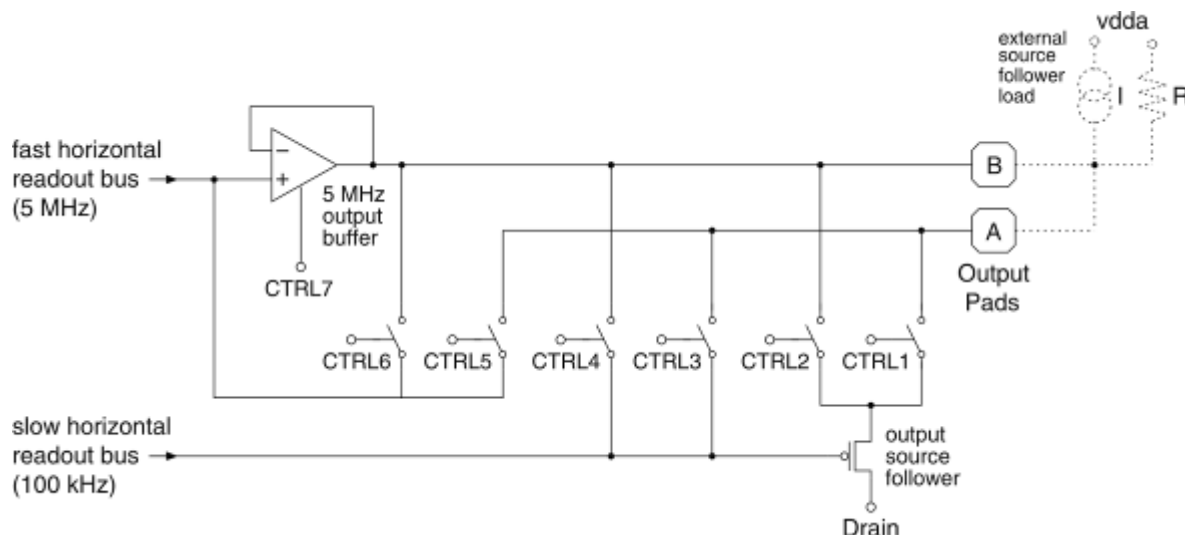 vdda
external
source
follower
load
I
R
fast horizontal
readout bus
(5 MHz)
−
+
5 MHz
output
buffer
CTRL7
B
A
Output
Pads
CTRL6
CTRL5
CTRL4
CTRL3
CTRL2
CTRL1
slow horizontal
readout bus
(100 kHz)
output
source
follower
Drain